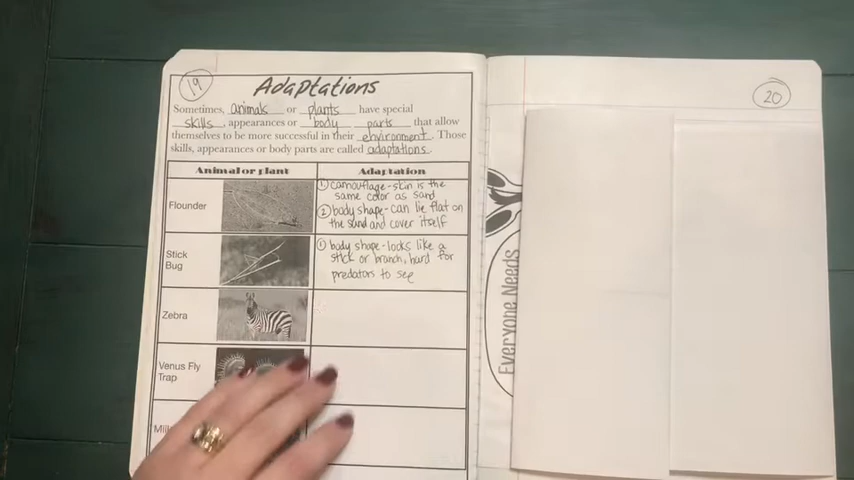 19
Adaptations
Sometimes, animals or plants have special
skills, appearances or body parts that allow
themselves to be more successful in their environment. Those
skills, appearances or body parts are called adaptations.
Animal or plant Adaptation
Flounder
① camouflage - skin is the
same color as sand
② body shape - can lie flat on
the sand and cover itself
Stick
Bug
① body shape - looks like a
stick or branch, hard for
predators to see
Zebra
Venus Fly
Trap
20
Everyone Needs